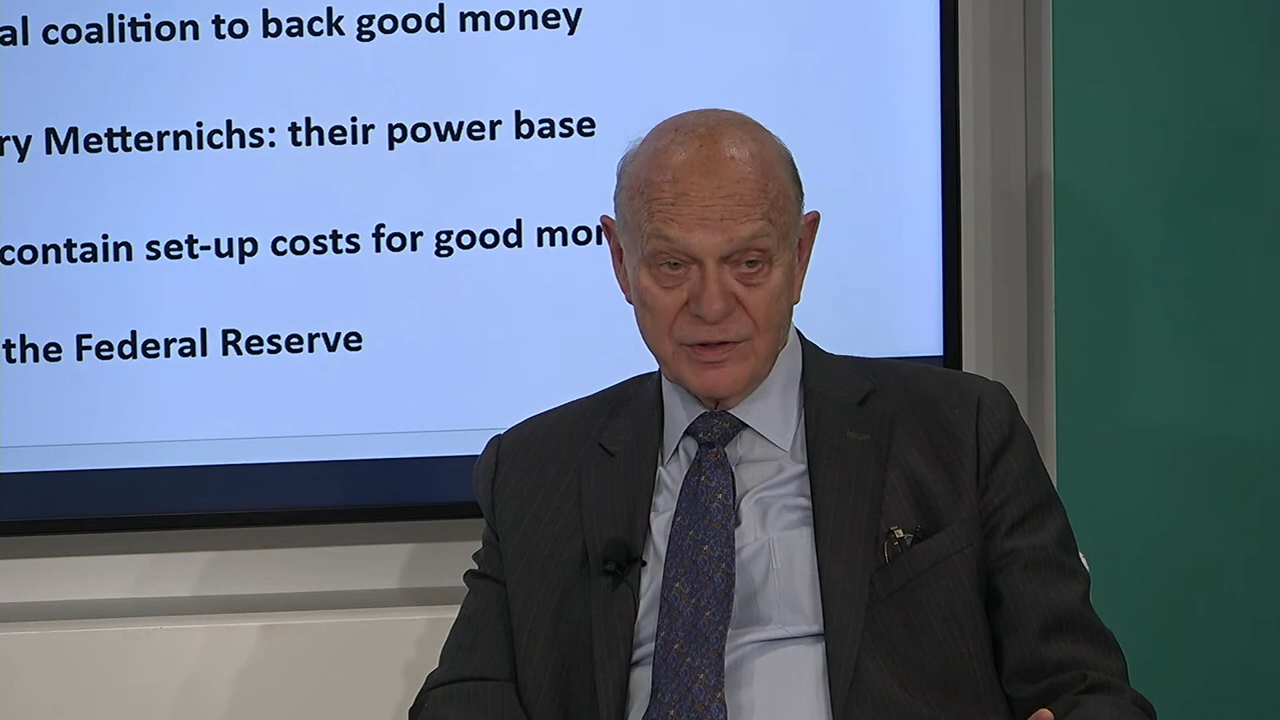 al coalition to back good money
ry Metternichs: their power base
contain set-up costs for good mo
the Federal Reserve